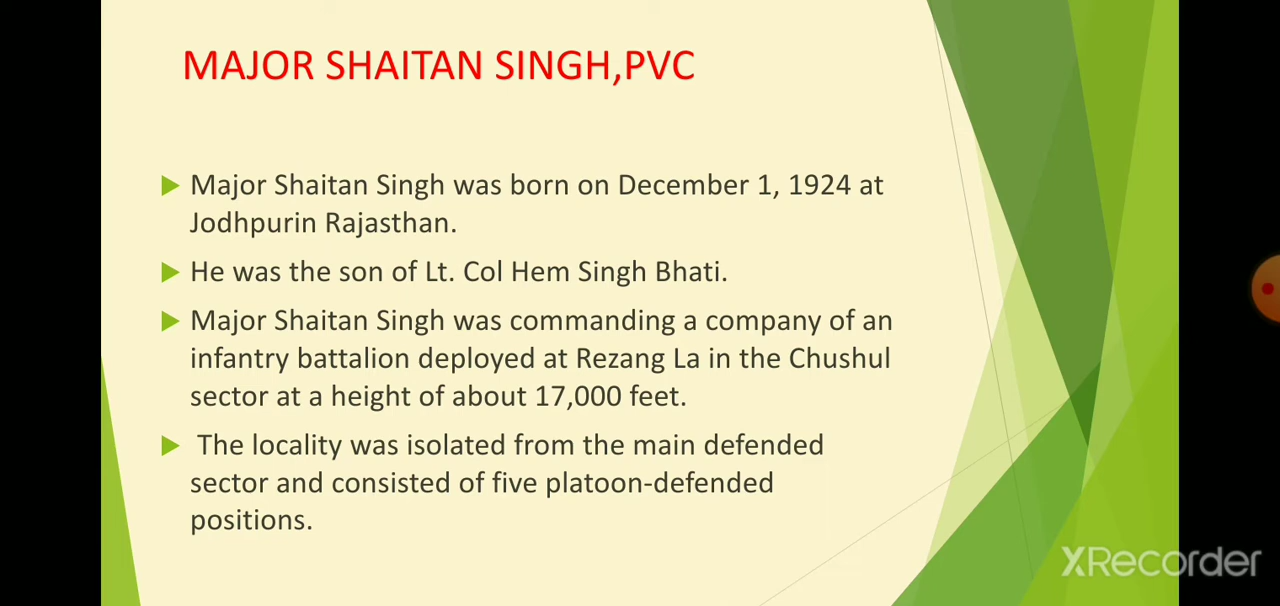 MAJOR SHAITAN SINGH,PVC
Major Shaitan Singh was born on December 1, 1924 at
Jodhpurin Rajasthan.
He was the son of Lt. Col Hem Singh Bhati.
Major Shaitan Singh was commanding a company of an
infantry battalion deployed at Rezang La in the Chushul
sector at a height of about 17,000 feet.
The locality was isolated from the main defended
sector and consisted of five platoon-defended
positions.
XRecorder